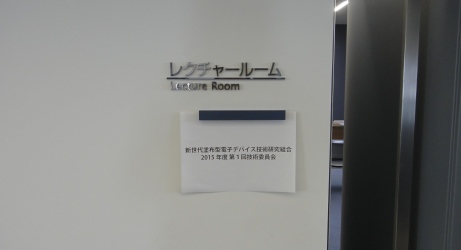 レクチャールーム
Lecture Room
新世代塗布型電子デバイス技術研究組合
2015 年度 第1回技術委員会